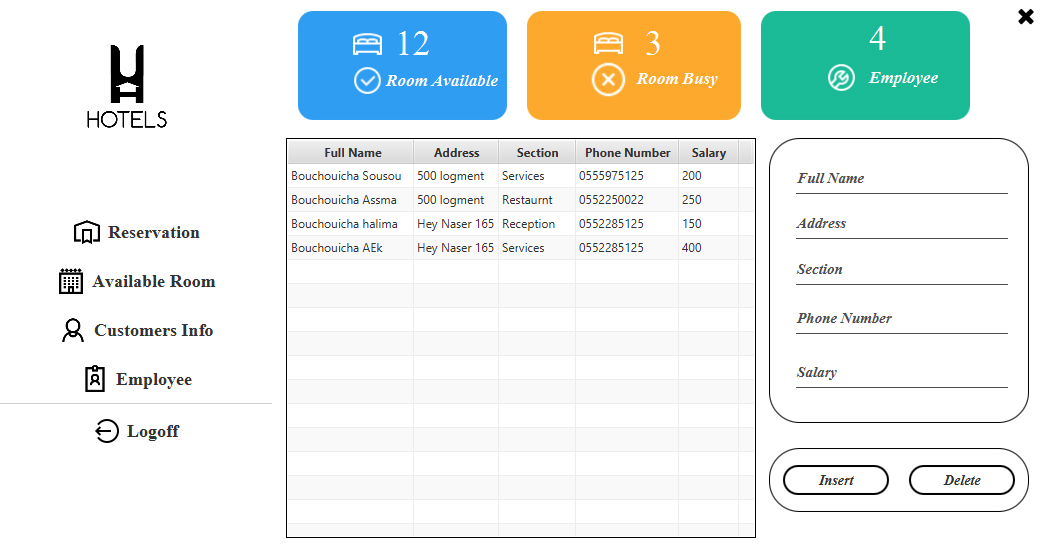 HOTELS
Reservation
Available Room
Customers Info
Employee
Logoff
12
Room Available
3
Room Busy
4
Employee
Full Name Address Section Phone Number Salary
Bouchouicha Sousou 500 logment Services 0555975125 200
Bouchouicha Assma 500 logment Restaurnt 0552250022 250
Bouchouicha halima Hey Naser 165 Reception 0552285125 150
Bouchouicha AEk Hey Naser 165 Services 0552285125 400
Full Name
Address
Section
Phone Number
Salary
Insert Delete